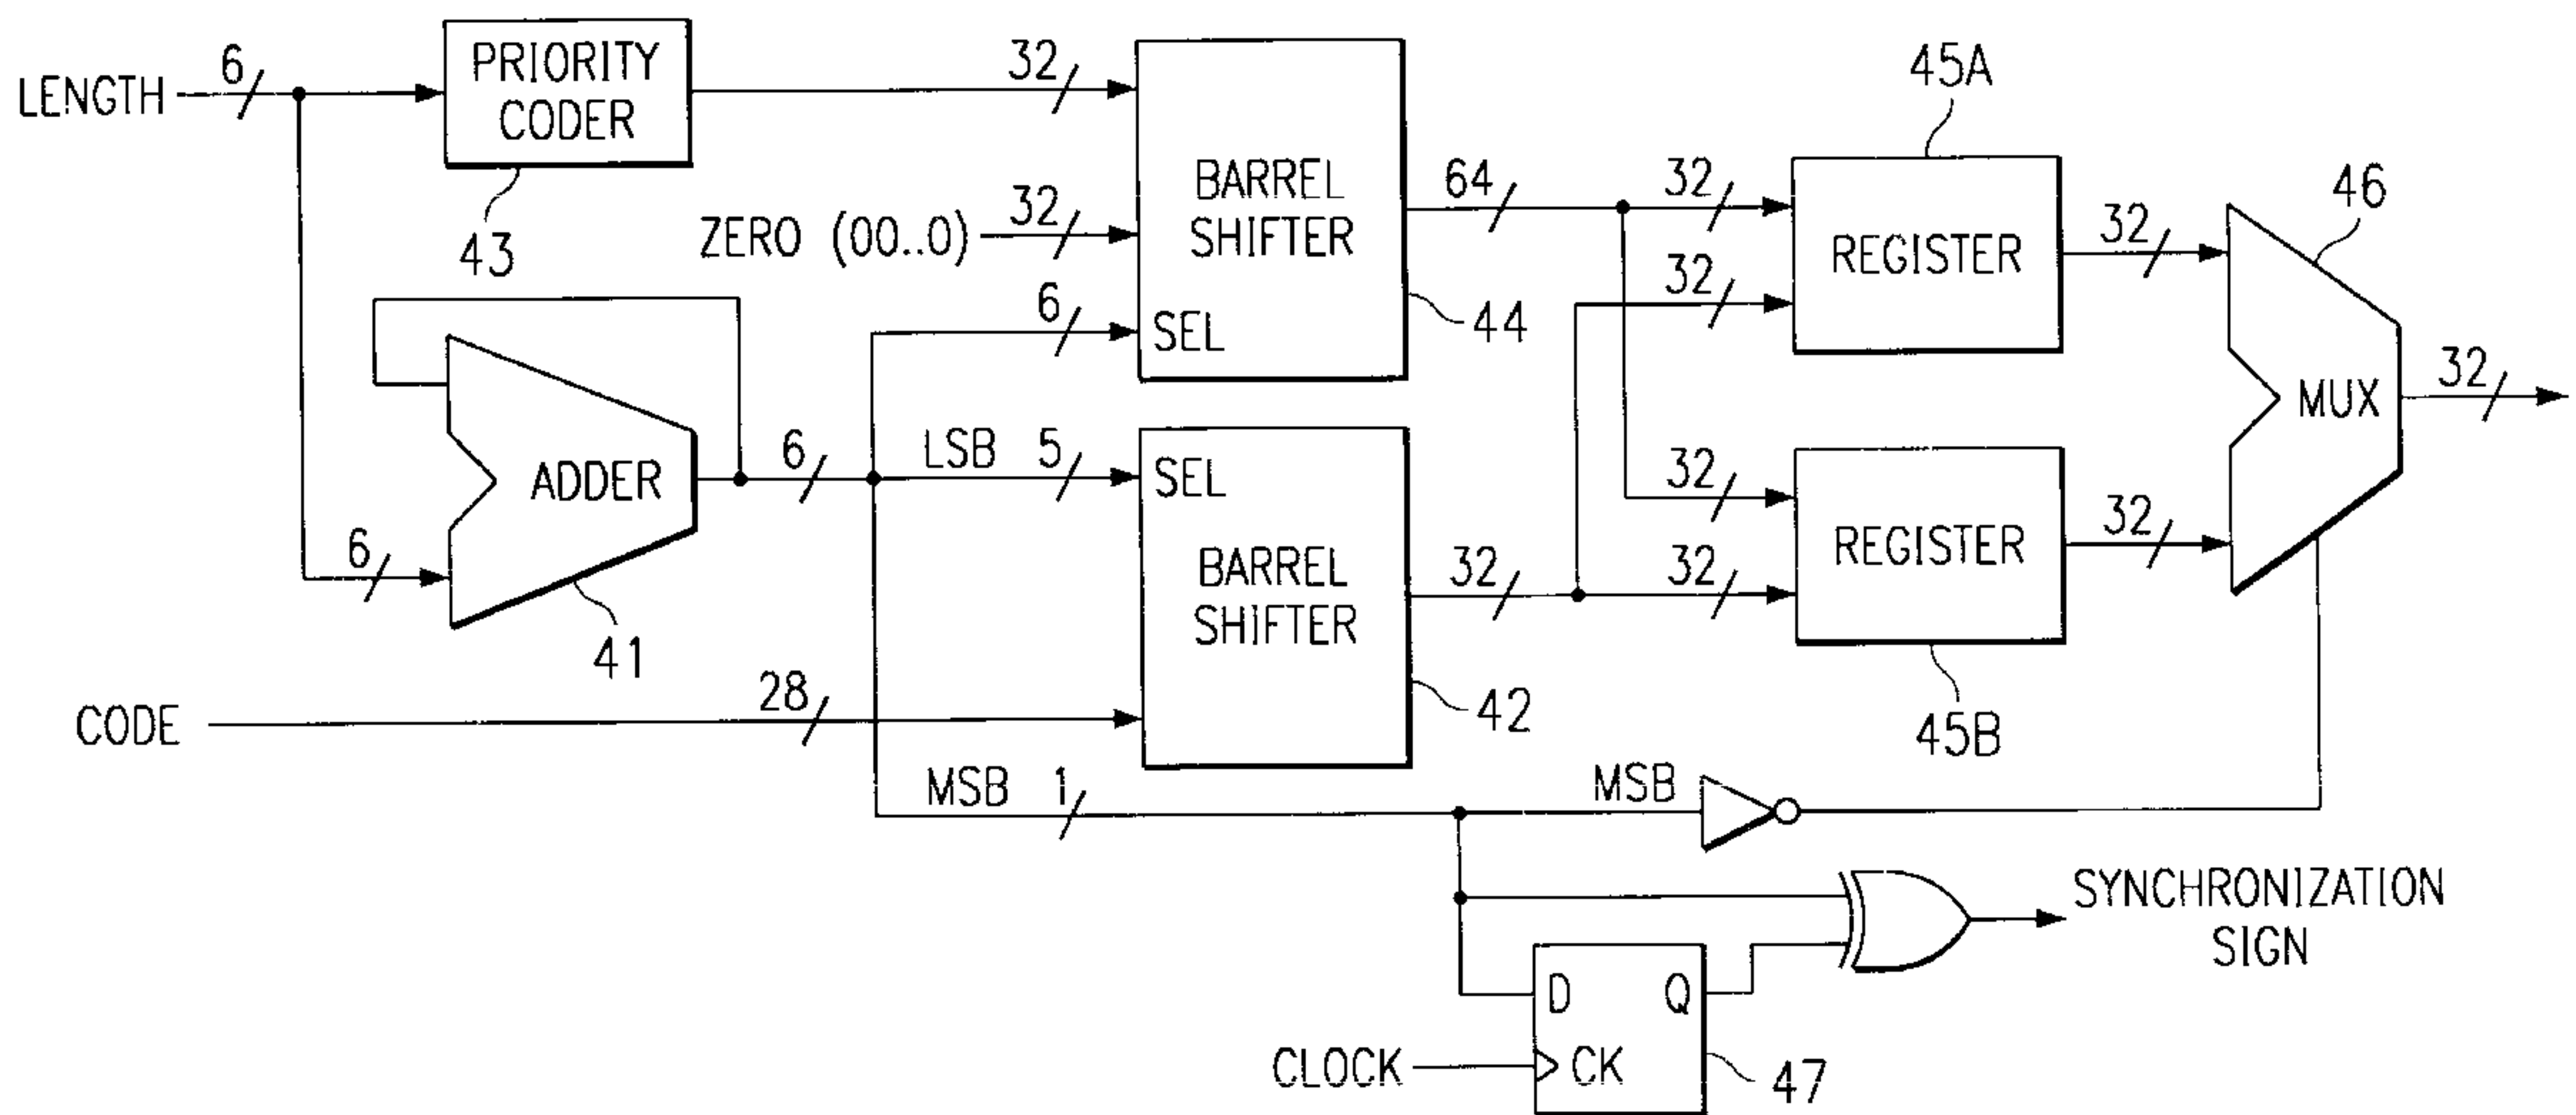 LENGTH
6
PRIORITY
CODER
43
32
ZERO (00..0)
32
6
SEL
BARREL
SHIFTER
44
64
32
32
45A
REGISTER
32
46
MUX
32
6
ADDER
41
6
LSB 5
SEL
BARREL
SHIFTER
42
32
32
32
REGISTER
45B
32
CODE
28
MSB 1
MSB
SYNCHRONIZATION
SIGN
D Q
CLOCK
CK
47